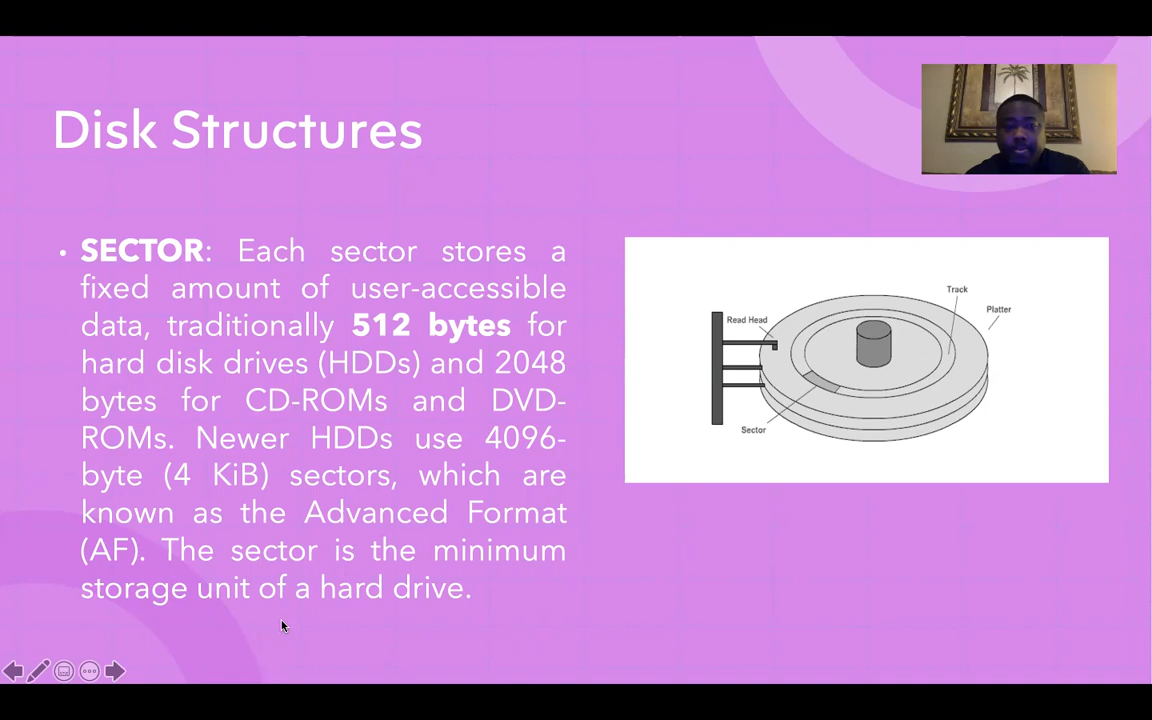 Disk Structures
• SECTOR: Each sector stores a
fixed amount of user-accessible
data, traditionally 512 bytes for
hard disk drives (HDDs) and 2048
bytes for CD-ROMs and DVD-
ROMs. Newer HDDs use 4096-
byte (4 KiB) sectors, which are
known as the Advanced Format
(AF). The sector is the minimum
storage unit of a hard drive.
Track
Platter
Read Head
Sector